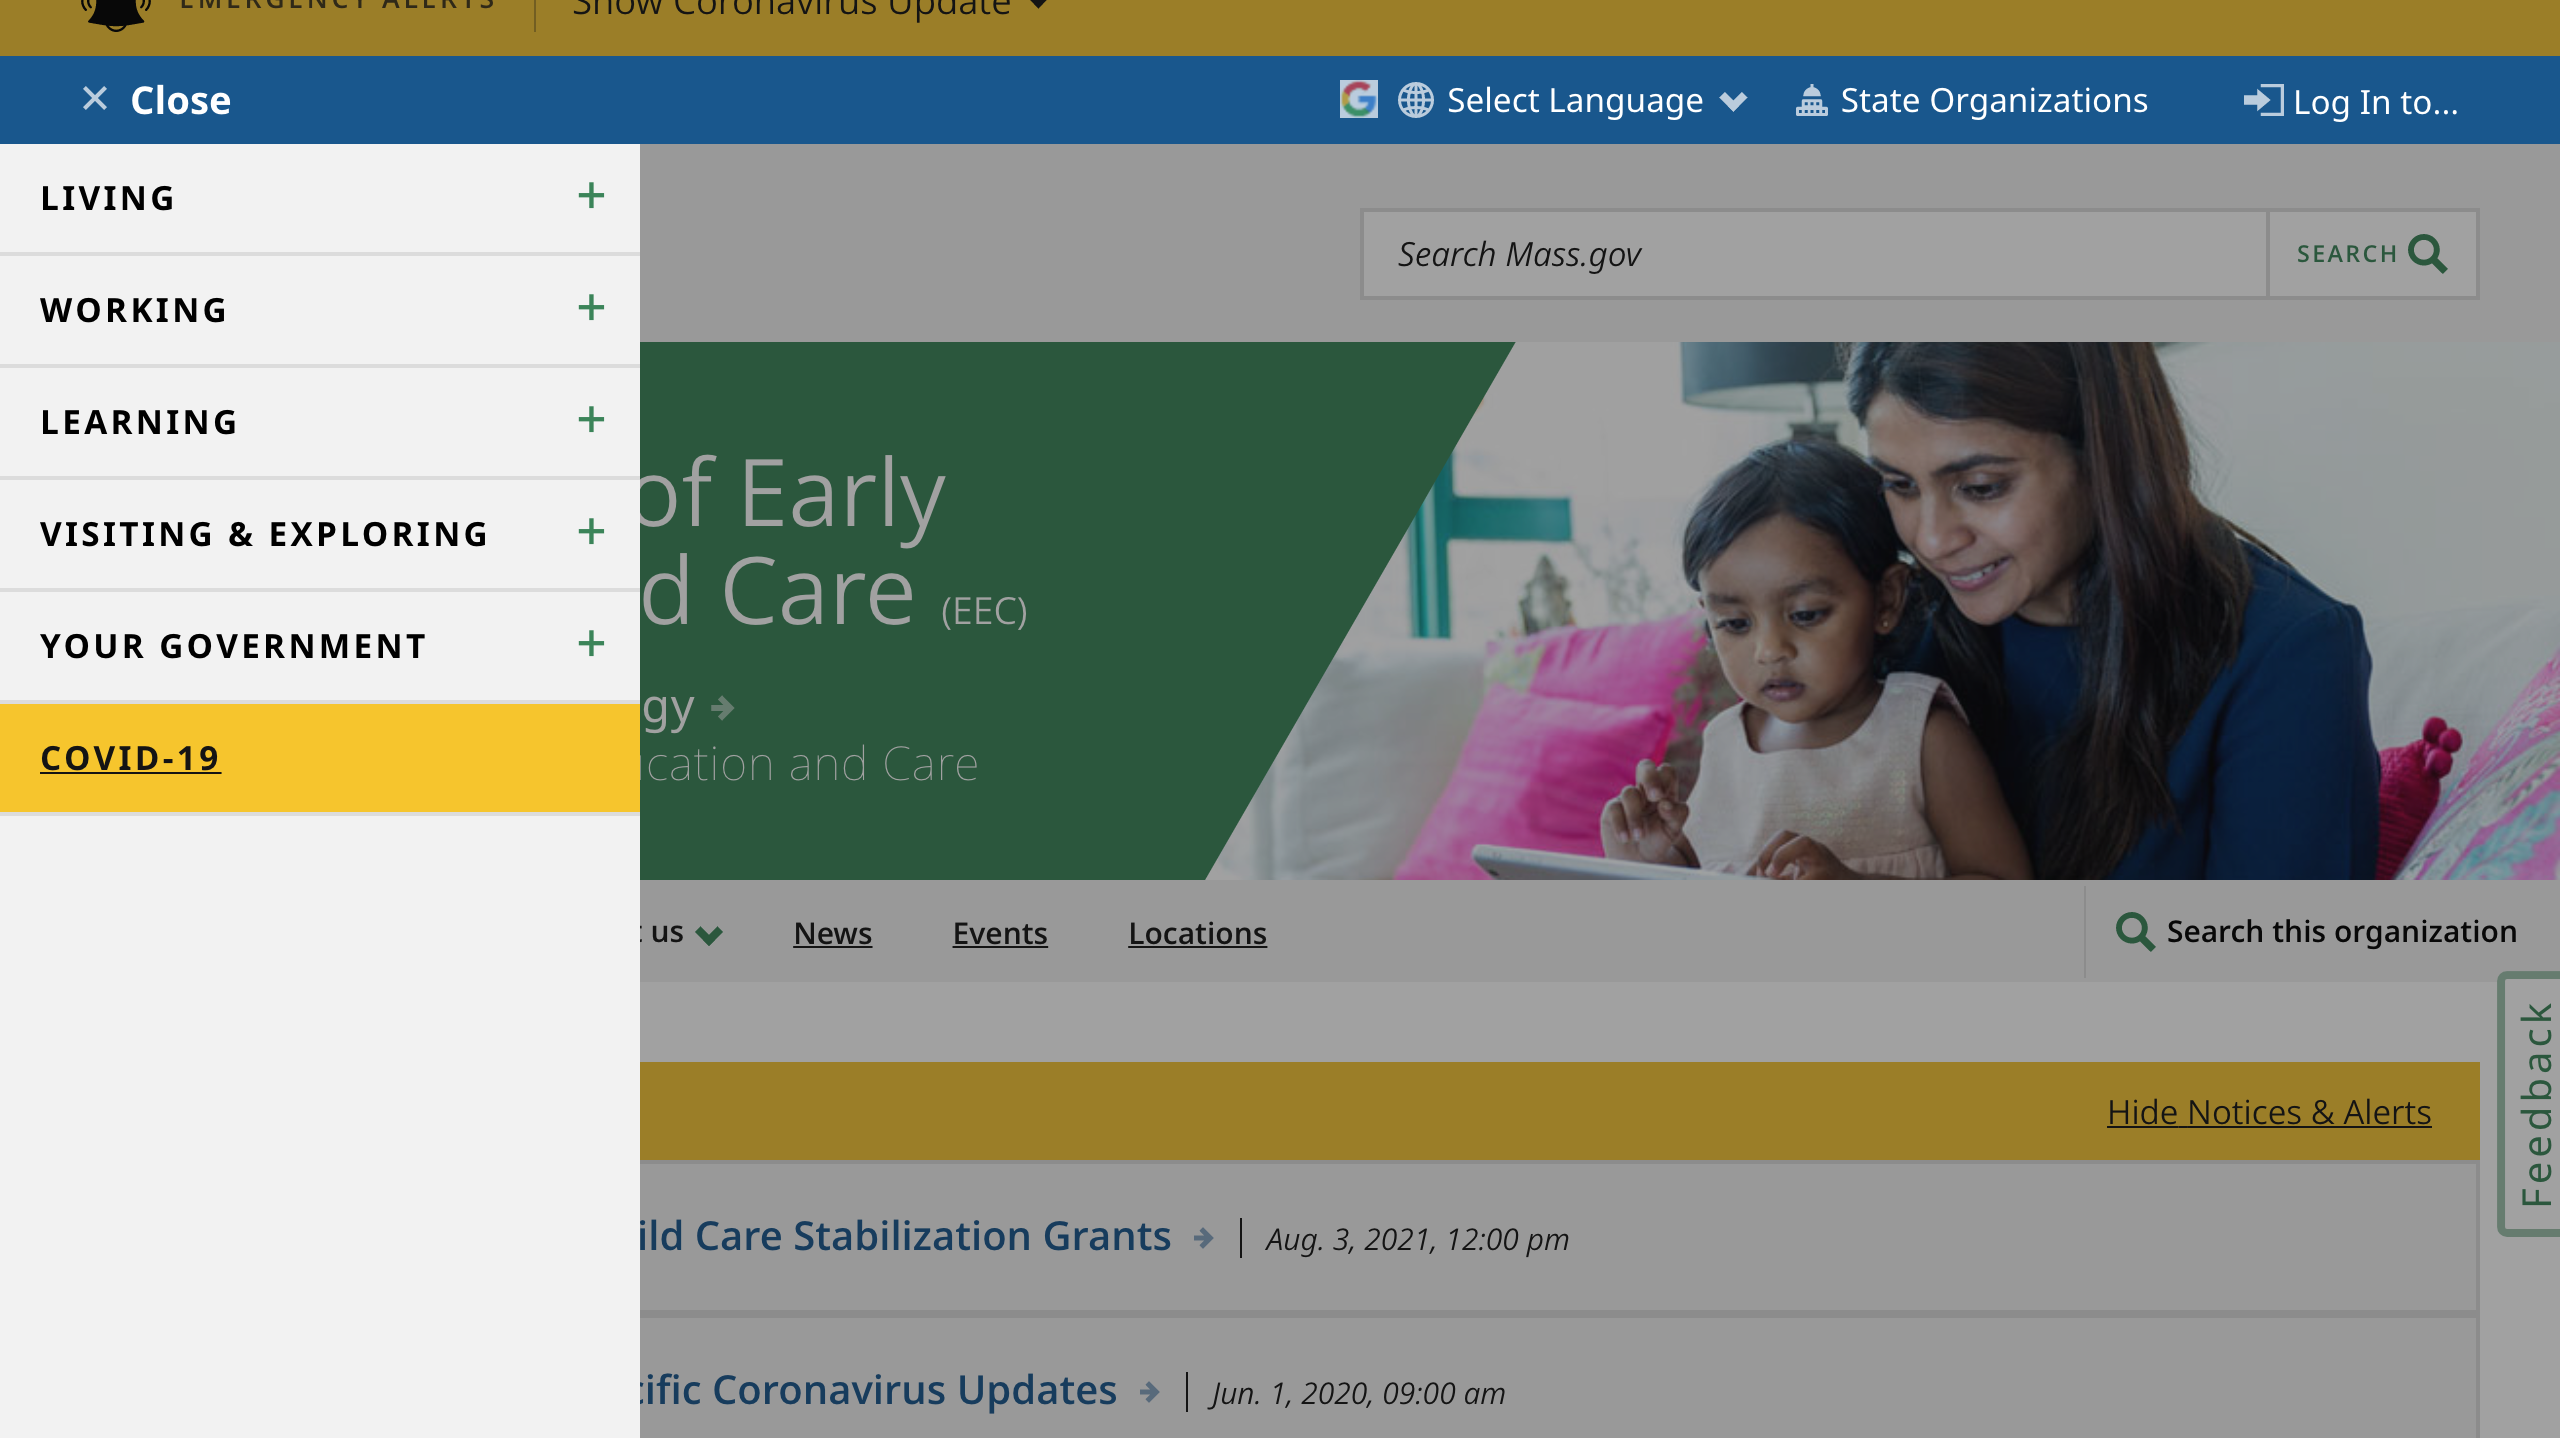 EMERGENCY ALERTS
Show Coronavirus Update
Close
Select Language
State Organizations
Log In to...
LIVING
WORKING
LEARNING
VISITING & EXPLORING
YOUR GOVERNMENT
COVID-19
Search Mass.gov
SEARCH
of Early
d Care (EEC)
gy
cation and Care
us
News
Events
Locations
Search this organization
Feedback
Hide Notices & Alerts
ild Care Stabilization Grants
Aug. 3, 2021, 12:00 pm
cific Coronavirus Updates
Jun. 1, 2020, 09:00 am